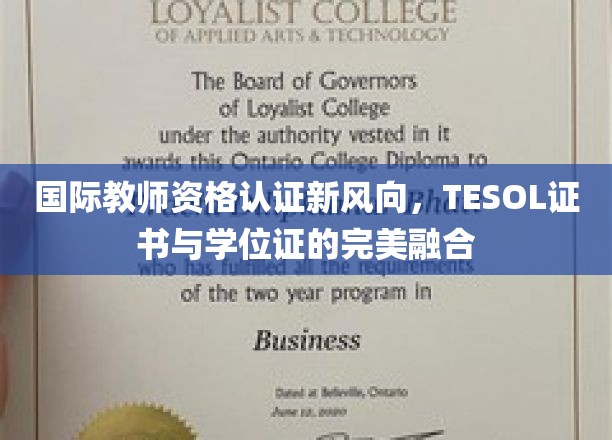 LOYALIST COLLEGE
OF APPLIED ARTS & TECHNOLOGY
The Board of Governors
of Loyalist College
under the authority vested in it
awards this Ontario College Diploma to
国际教师资格认证新风向，TESOL证
书与学位证的完美融合
who has fulfilled all the requirements
of the two year program in
Business
Dated at Belleville, Ontario
June 12, 2020